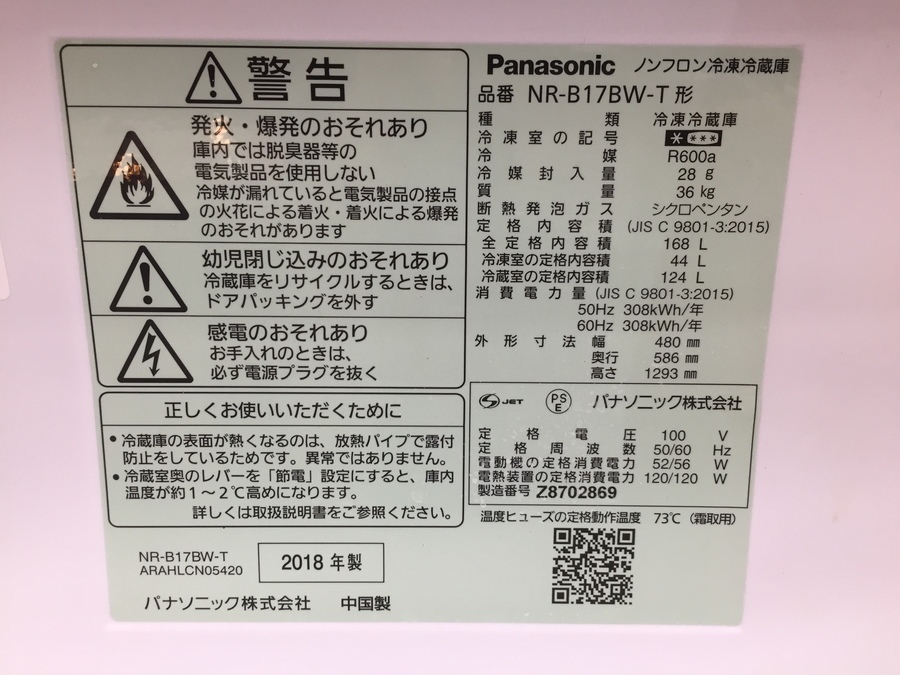 警告
発火・爆発のおそれあり
庫内では脱臭器等の
電気製品を使用しない
冷媒が漏れていると電気製品の接点
の火花による着火・着火による爆発
のおそれがあります
幼児閉じ込みのおそれあり
冷蔵庫をリサイクルするときは、
ドアパッキングを外す
感電のおそれあり
お手入れのときは、
必ず電源プラグを抜く
正しくお使いいただくために
•冷蔵庫の表面が熱くなるのは、放熱パイプで露付
防止をしているためです。異常ではありません。
•冷蔵室奥のレバーを「節電」設定にすると、庫内
温度が約1〜2℃高めになります。
詳しくは取扱説明書をご参照ください。
NR-B17BW-T
ARAHLCN05420
2018年製
パナソニック株式会社 中国製
Panasonic ノンフロン冷凍冷蔵庫
品番 NR-B17BW-T形
種類 冷凍冷蔵庫
冷凍室の記号 ****
冷媒 R600a
冷媒封入量 28 g
質量 36 kg
断熱発泡ガス シクロペンタン
定格内容積 (JIS C 9801-3:2015)
全定格内容積 168 L
冷凍室の定格内容積 44 L
冷蔵室の定格内容積 124 L
消費電力量 (JIS C 9801-3:2015)
50Hz 308kWh/年
60Hz 308kWh/年
外形寸法 幅 480 mm
奥行 586 mm
高さ 1293 mm
S JET PSE パナソニック株式会社
定格電圧 100 V
定格周波数 50/60 Hz
電動機の定格消費電力 52/56 W
電熱装置の定格消費電力 120/120 W
製造番号 Z8702869
温度ヒューズの定格動作温度 73℃(霜取用)